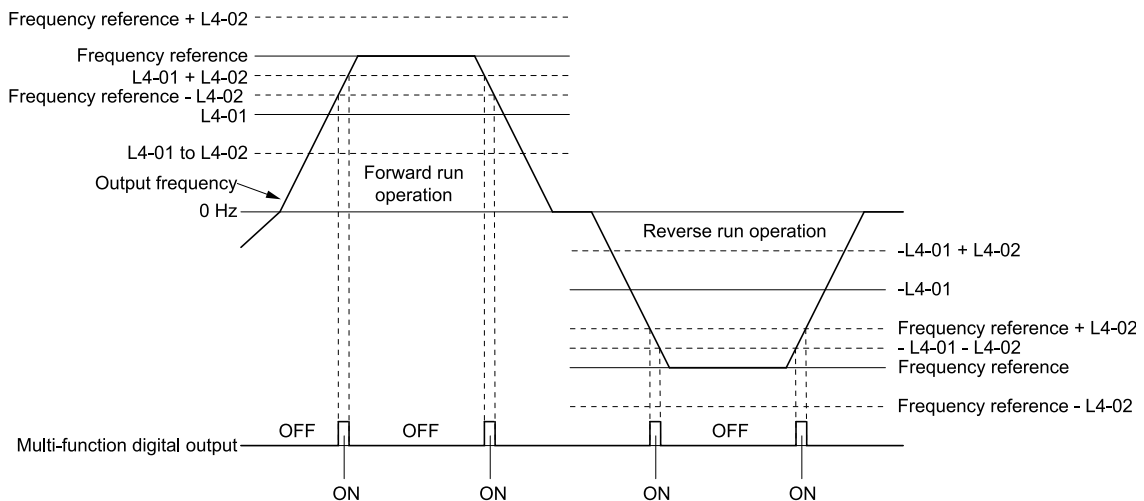 Frequency reference + L4-02
Frequency reference
L4-01 + L4-02
Frequency reference - L4-02
L4-01
L4-01 to L4-02
Output frequency
0 Hz
Forward run
operation
Reverse run operation
-L4-01 + L4-02
-L4-01
Frequency reference + L4-02
- L4-01 - L4-02
Frequency reference
Frequency reference - L4-02
Multi-function digital output
OFF
OFF
OFF
ON
ON
ON
ON